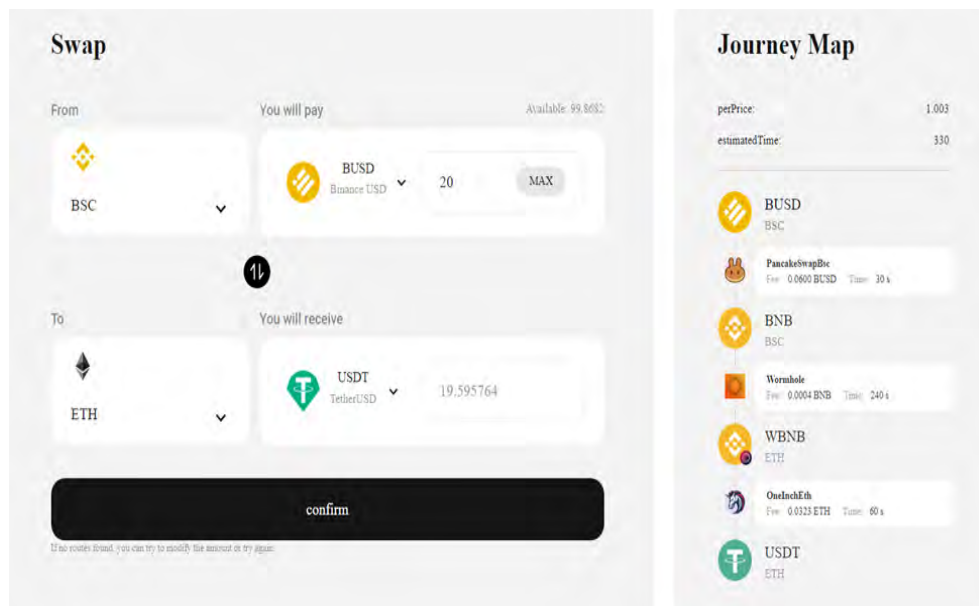 Swap
From
You will pay
Available: 99.8682
BSC
BUSD
Binance USD
20
MAX
To
You will receive
ETH
USDT
TetherUSD
19.595764
confirm
If no routes found, you can try to modify the amount or try again.
Journey Map
perPrice: 1.003
estimatedTime: 330
BUSD
BSC
PancakeSwapBsc
Fee: 0.0600 BUSD Time: 30 s
BNB
BSC
Wormhole
Fee: 0.0004 BNB Time: 240 s
WBNB
ETH
OneInchEth
Fee: 0.0323 ETH Time: 60 s
USDT
ETH